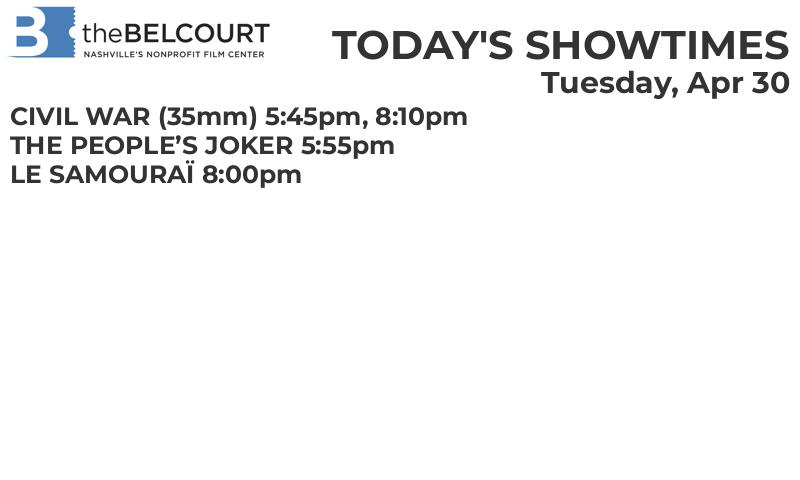 B theBELCOURT
NASHVILLE'S NONPROFIT FILM CENTER
TODAY'S SHOWTIMES
Tuesday, Apr 30
CIVIL WAR (35mm) 5:45pm, 8:10pm
THE PEOPLE’S JOKER 5:55pm
LE SAMOURAÏ 8:00pm